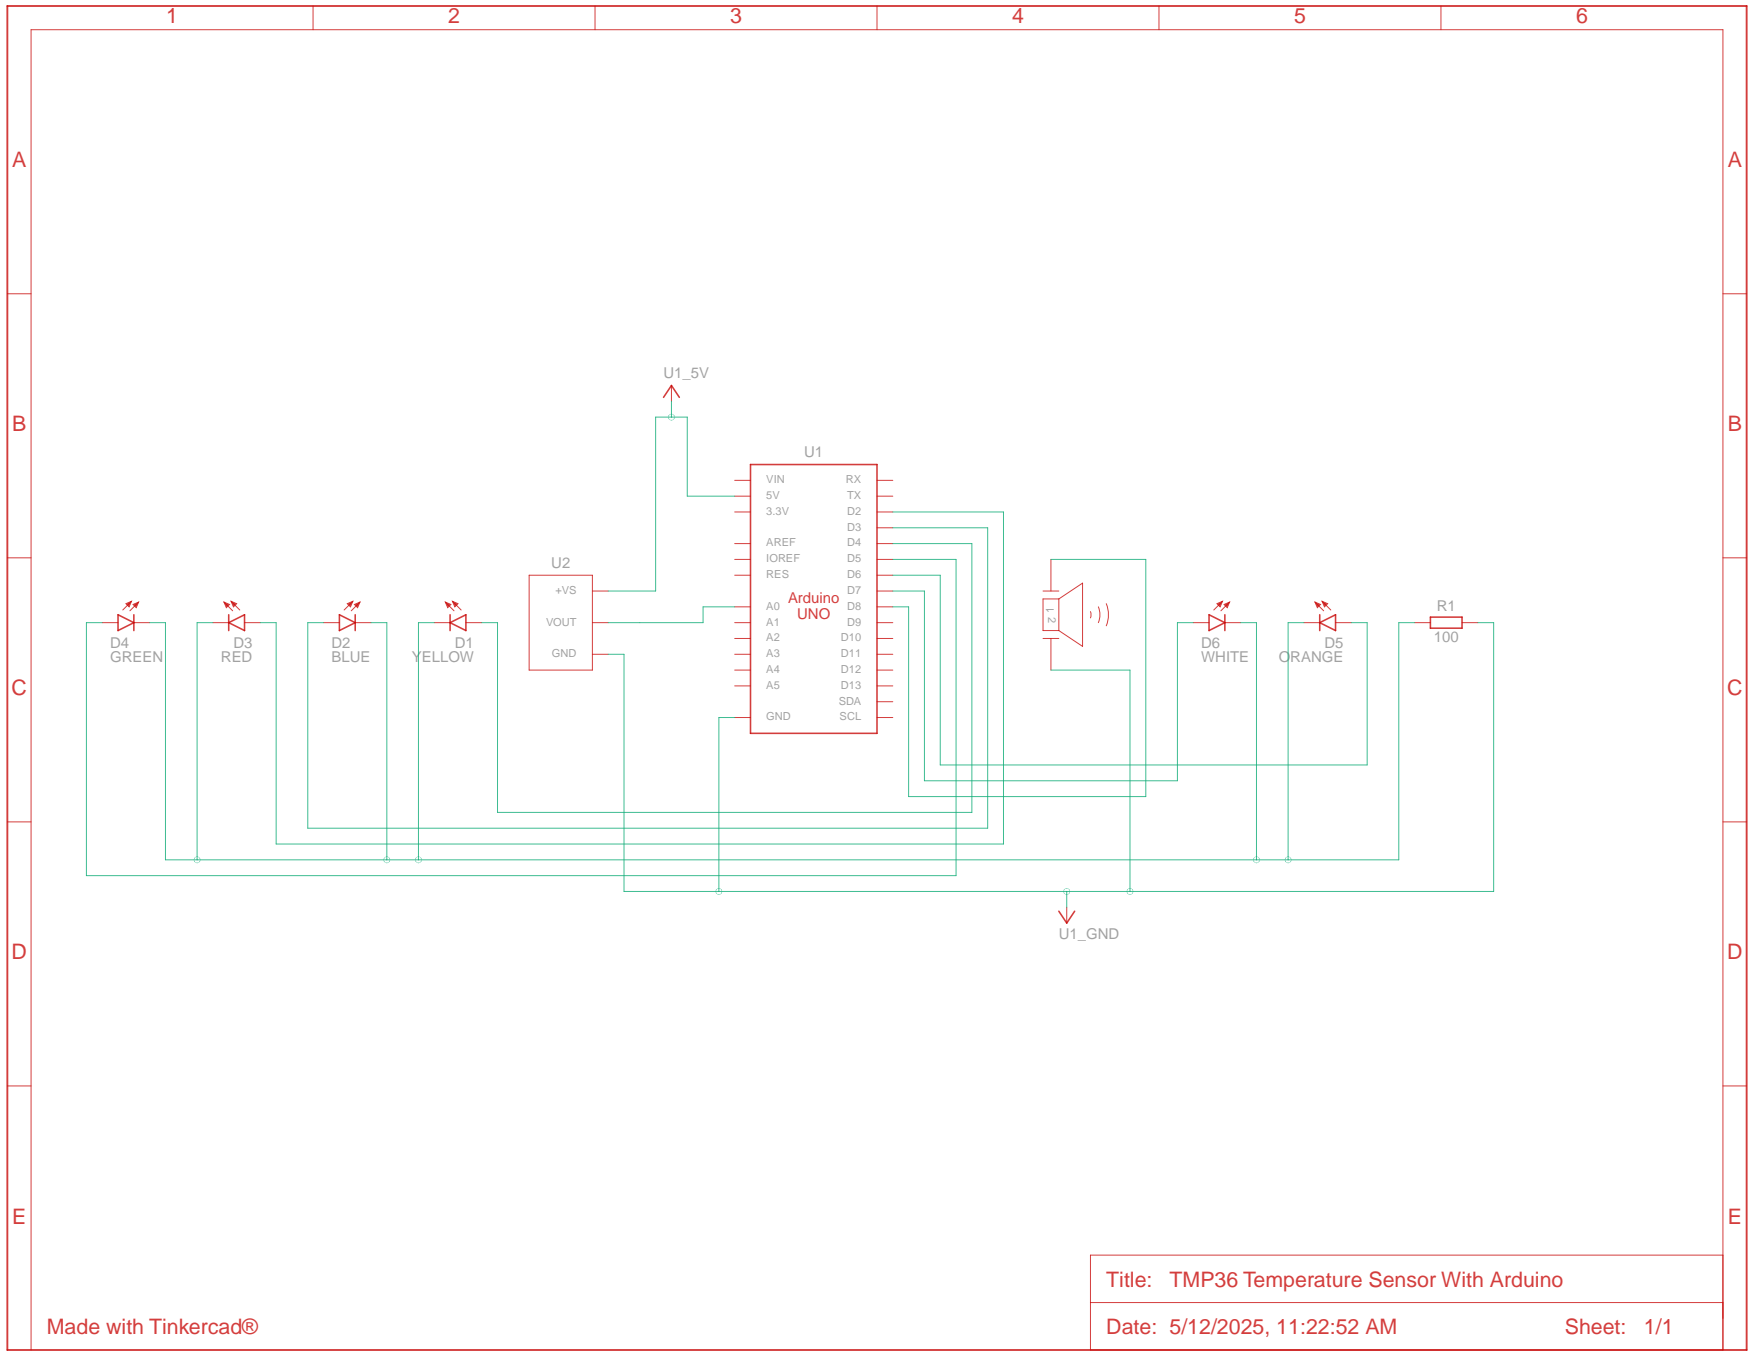 1 2 3 4 5 6
A A
B B
C C
D D
E E
U1_5V
U1
VIN RX
5V TX
3.3V D2
D3
AREF D4
IOREF D5
RES D6
D7
A0 D8
A1 D9
A2 D10
A3 D11
A4 D12
A5 D13
SDA
GND SCL
Arduino
UNO
U2
+VS
VOUT
GND
D4
GREEN
D3
RED
D2
BLUE
D1
YELLOW
1
2
D6
WHITE
D5
ORANGE
R1
100
U1_GND
Title: TMP36 Temperature Sensor With Arduino
Date: 5/12/2025, 11:22:52 AM Sheet: 1/1
Made with Tinkercad®